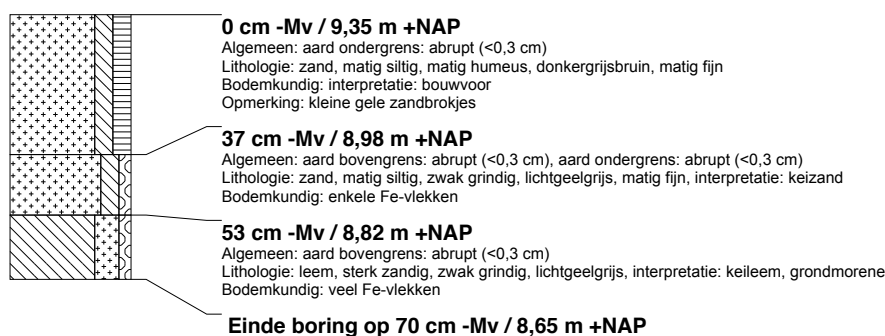 0 cm -Mv / 9,35 m +NAP
Algemeen: aard ondergrens: abrupt (<0,3 cm)
Lithologie: zand, matig siltig, matig humeus, donkergrijsbruin, matig fijn
Bodemkundig: interpretatie: bouwvoor
Opmerking: kleine gele zandbrokjes
37 cm -Mv / 8,98 m +NAP
Algemeen: aard bovengrens: abrupt (<0,3 cm), aard ondergrens: abrupt (<0,3 cm)
Lithologie: zand, matig siltig, zwak grindig, lichtgeelgrijs, matig fijn, interpretatie: keizand
Bodemkundig: enkele Fe-vlekken
53 cm -Mv / 8,82 m +NAP
Algemeen: aard bovengrens: abrupt (<0,3 cm)
Lithologie: leem, sterk zandig, zwak grindig, lichtgeelgrijs, interpretatie: keileem, grondmorene
Bodemkundig: veel Fe-vlekken
Einde boring op 70 cm -Mv / 8,65 m +NAP